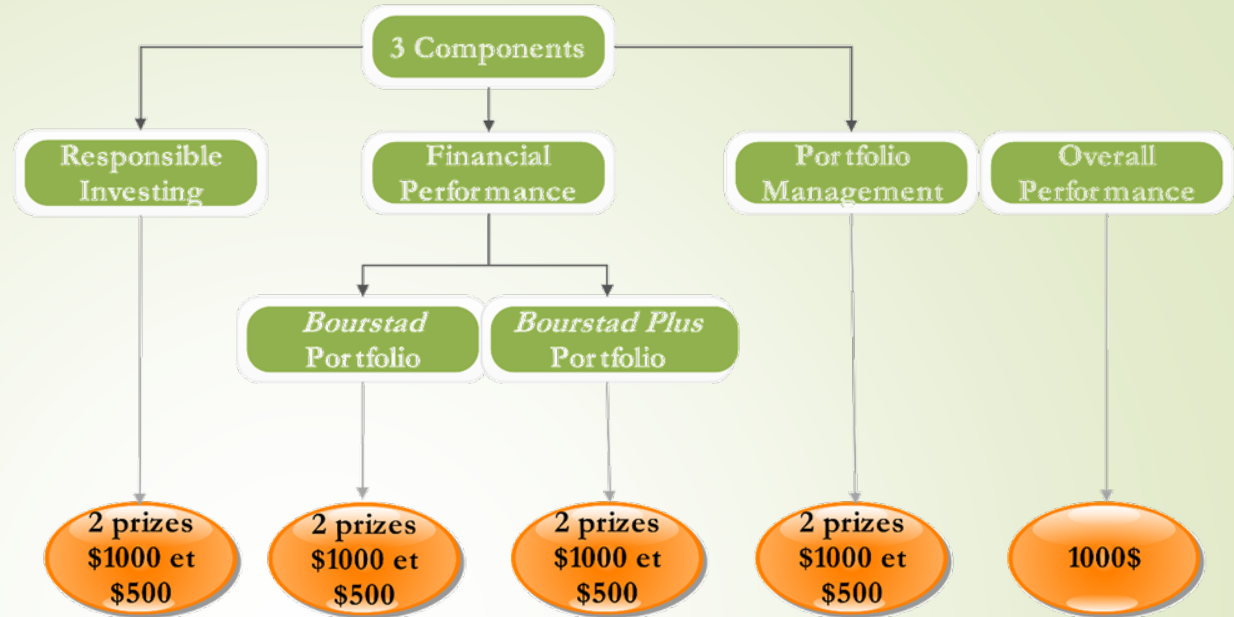 3 Components
Responsible
Investing
Financial
Performance
Portfolio
Management
Overall
Performance
Bourstad
Portfolio
Bourstad Plus
Portfolio
2 prizes
$1000 et
$500
2 prizes
$1000 et
$500
2 prizes
$1000 et
$500
2 prizes
$1000 et
$500
1000$